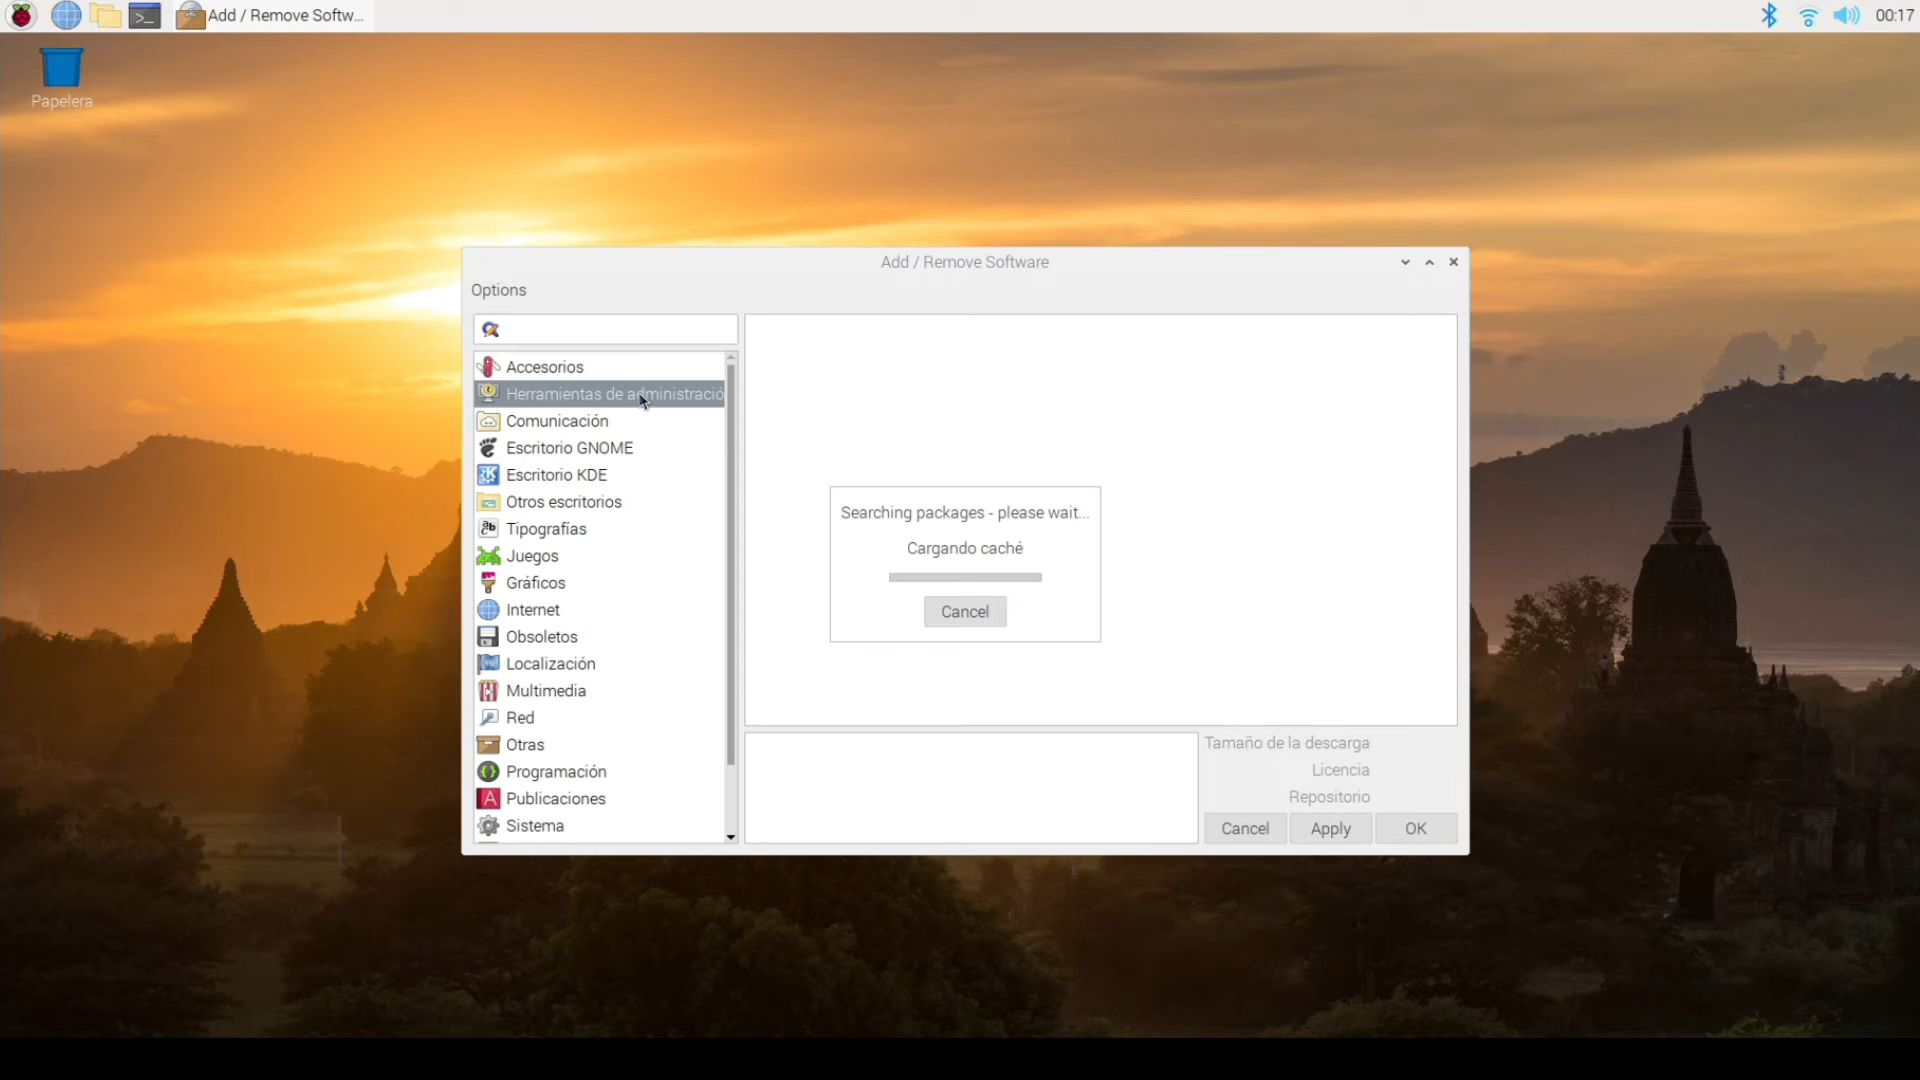 Add / Remove Softw...
00:17
Papelera
Add / Remove Software
Options
Accesorios
Herramientas de administració
Comunicación
Escritorio GNOME
Escritorio KDE
Otros escritorios
Tipografías
Juegos
Gráficos
Internet
Obsoletos
Localización
Multimedia
Red
Otras
Programación
Publicaciones
Sistema
Searching packages - please wait...
Cargando caché
Cancel
Tamaño de la descarga
Licencia
Repositorio
Cancel Apply OK